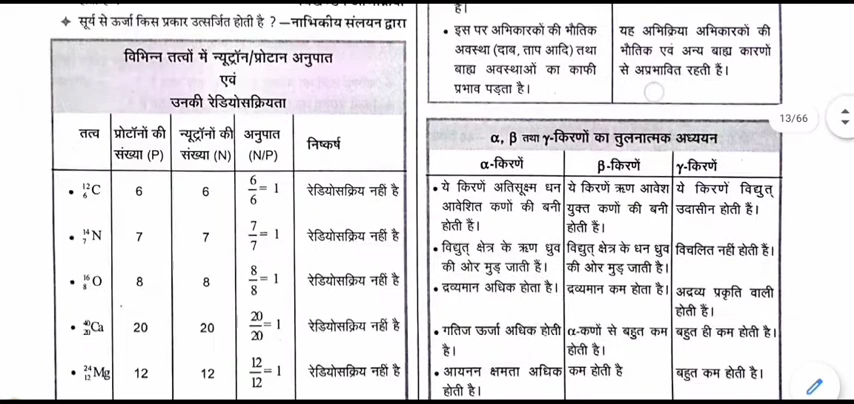 सूर्य से ऊर्जा किस प्रकार उत्सर्जित होती है ? —नाभिकीय संलयन द्वारा
विभिन्न तत्वों में न्यूट्रॉन/प्रोटान अनुपात
एवं
उनकी रेडियोसक्रियता
तत्व प्रोटॉनों की संख्या (P) न्यूट्रॉनों की संख्या (N) अनुपात (N/P) निष्कर्ष
• ¹²₆C 6 6 6/6 = 1 रेडियोसक्रिय नहीं है
• ¹⁴₇N 7 7 7/7 = 1 रेडियोसक्रिय नहीं है
• ¹⁶₈O 8 8 8/8 = 1 रेडियोसक्रिय नहीं है
• ⁴⁰₂₀Ca 20 20 20/20 = 1 रेडियोसक्रिय नहीं है
• ²⁴₁₂Mg 12 12 12/12 = 1 रेडियोसक्रिय नहीं है
है।
• इस पर अभिकारकों की भौतिक
अवस्था (दाब, ताप आदि) तथा
बाह्य अवस्थाओं का काफी
प्रभाव पड़ता है।
यह अभिक्रिया अभिकारकों की
भौतिक एवं अन्य बाह्य कारणों
से अप्रभावित रहती हैं।
13/66
α, β तथा γ-किरणों का तुलनात्मक अध्ययन
α-किरणें β-किरणें γ-किरणें
• ये किरणें अतिसूक्ष्म धन ये किरणें ऋण आवेश ये किरणें विद्युत्
आवेशित कणों की बनी युक्त कणों की बनी उदासीन होती हैं।
होती हैं। होती हैं।
• विद्युत् क्षेत्र के ऋण ध्रुव विद्युत् क्षेत्र के धन ध्रुव विचलित नहीं होती हैं।
की ओर मुड़ जाती हैं। की ओर मुड़ जाती है।
• द्रव्यमान अधिक होता है। द्रव्यमान कम होता है। अद्रव्य प्रकृति वाली
होती हैं।
• गतिज ऊर्जा अधिक होती α-कणों से बहुत कम बहुत ही कम होती है।
है। होती है।
• आयनन क्षमता अधिक कम होती है बहुत कम होती है।
होती है।